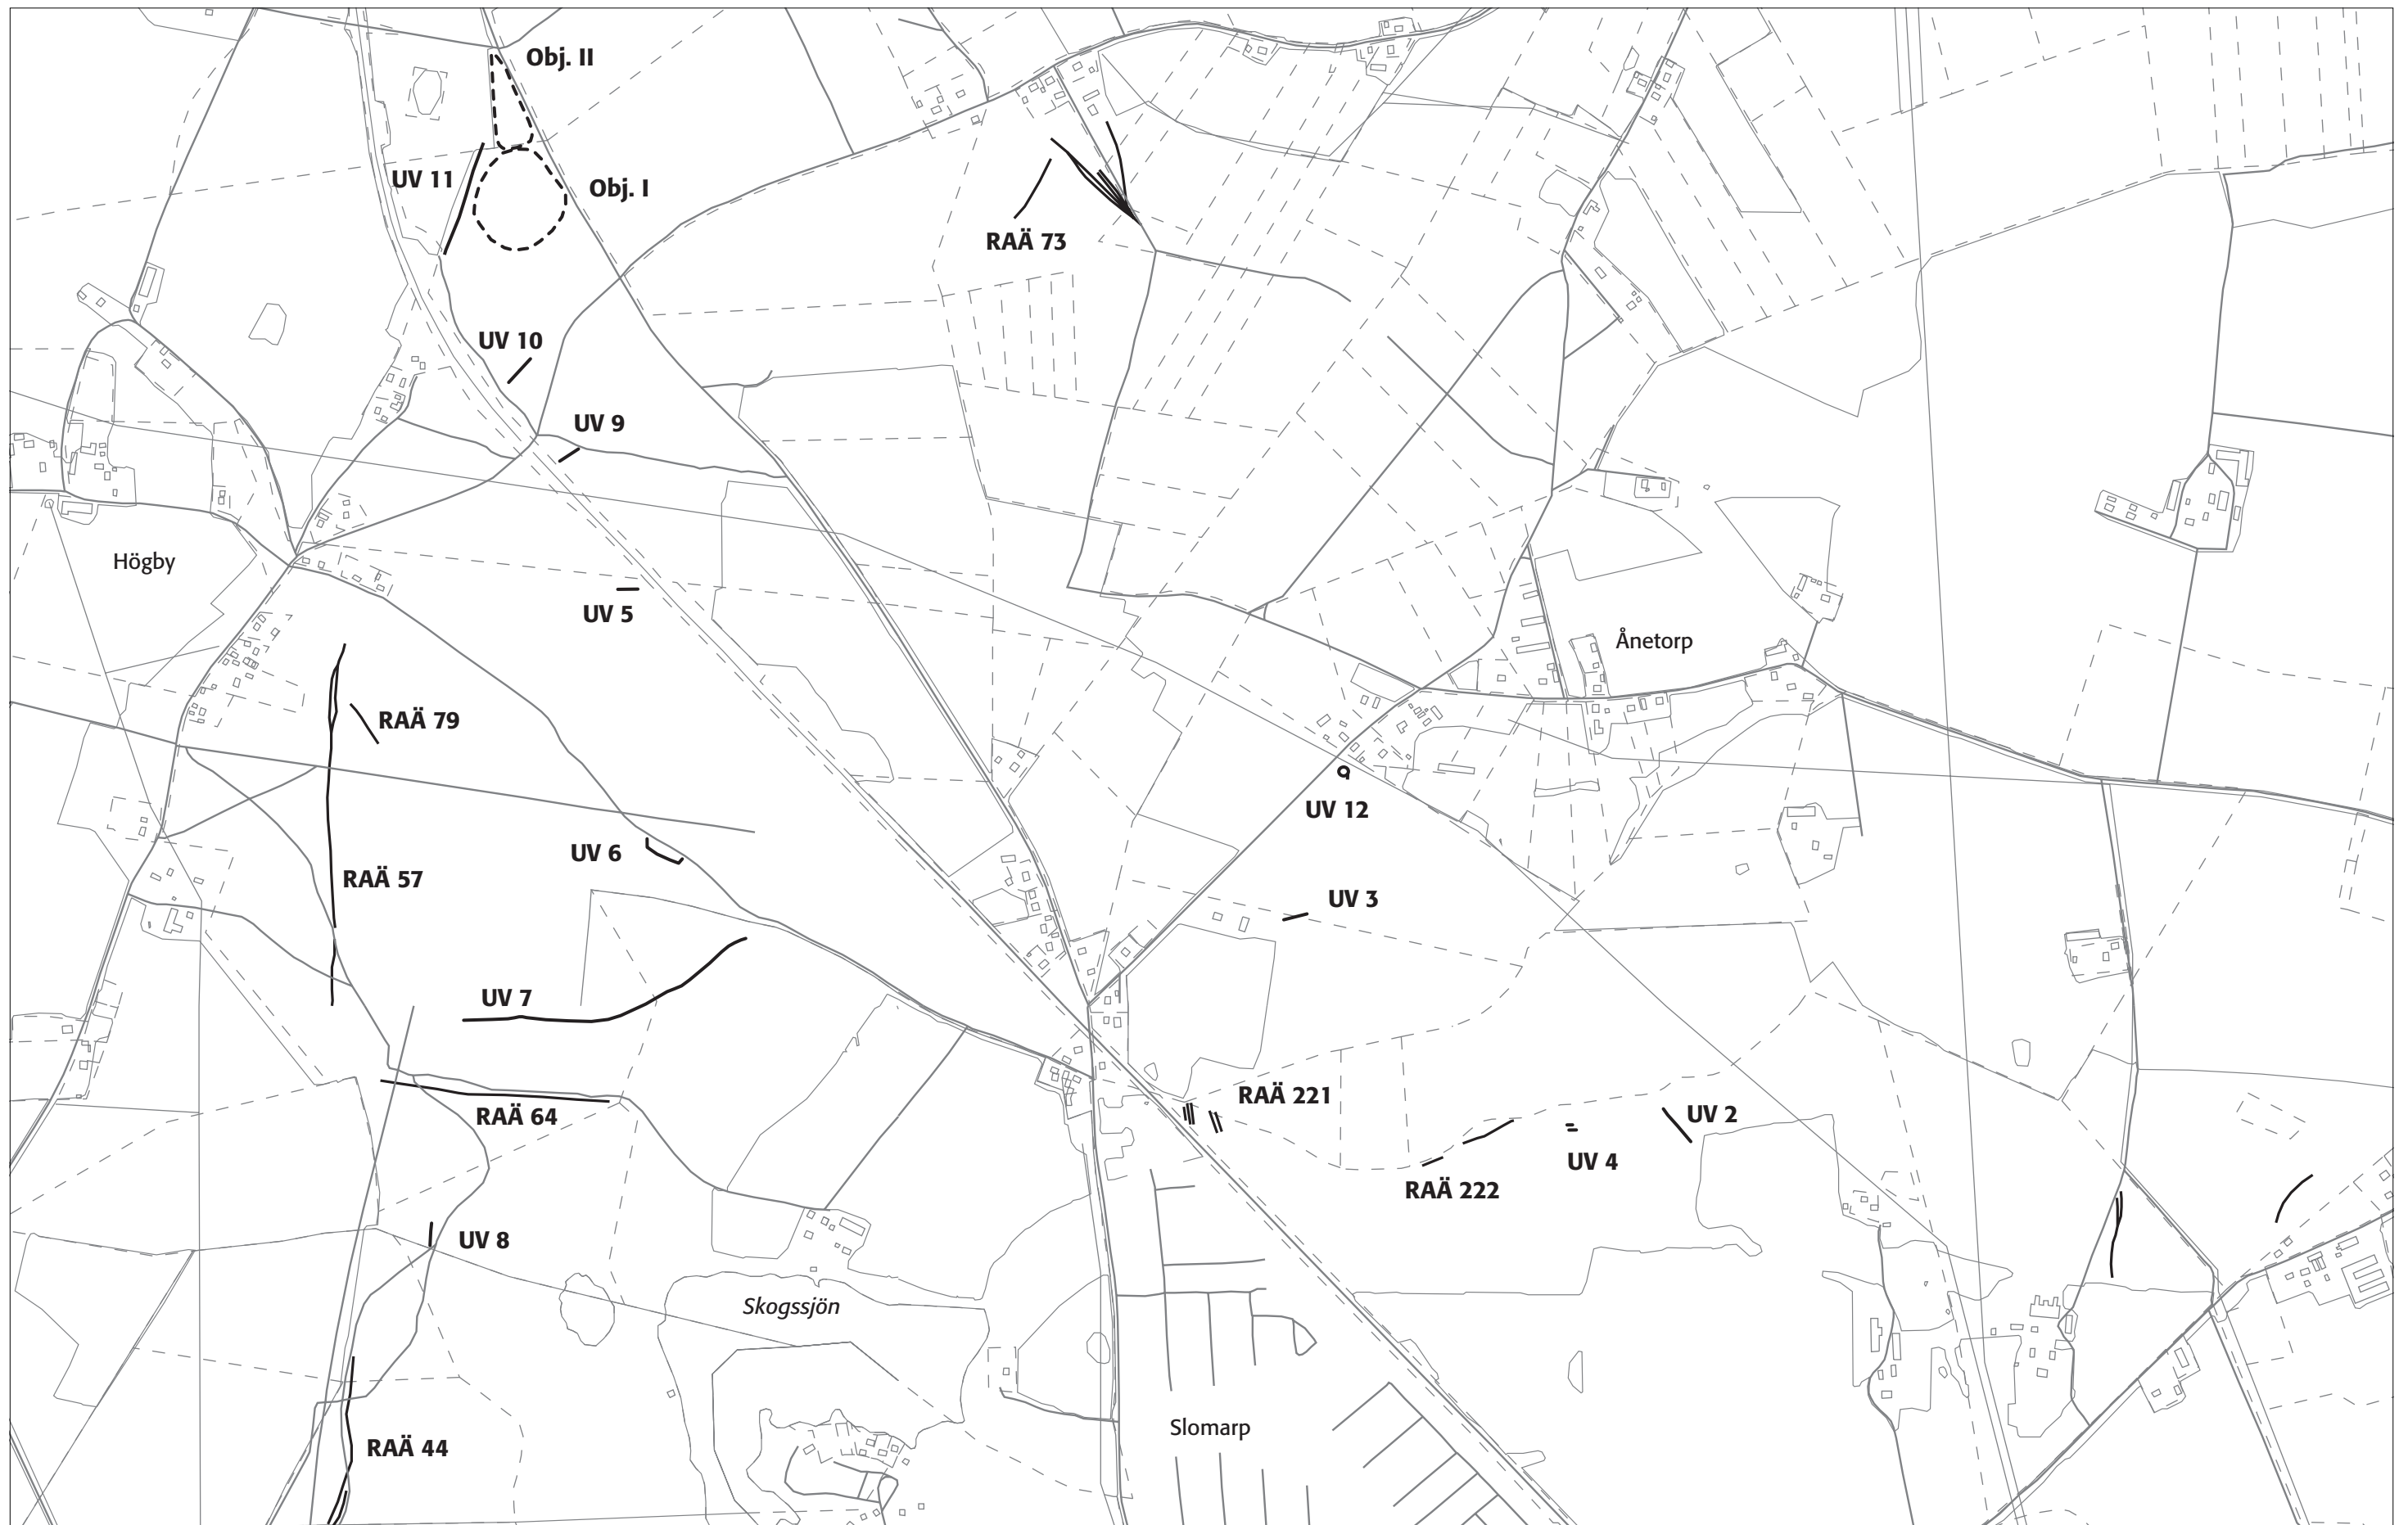 Obj. II
UV 11
Obj. I
RAÄ 73
UV 10
UV 9
Högby
UV 5
Ånetorp
RAÄ 79
UV 12
UV 6
RAÄ 57
UV 3
UV 7
RAÄ 221
RAÄ 64
UV 2
UV 4
RAÄ 222
UV 8
Skogssjön
Slomarp
RAÄ 44